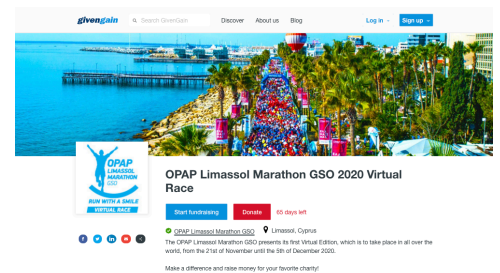 givengain
Search GivenGain
Discover
About us
Blog
Log in
Sign up
OPAP
LIMASSOL
MARATHON
GSO
RUN WITH A SMILE
VIRTUAL RACE
OPAP Limassol Marathon GSO 2020 Virtual
Race
Start fundraising
Donate
65 days left
OPAP Limassol Marathon GSO
Limassol, Cyprus
The OPAP Limassol Marathon GSO presents its first Virtual Edition, which is to take place in all over the
world, from the 21st of November until the 5th of December 2020.
Make a difference and raise money for your favorite charity!